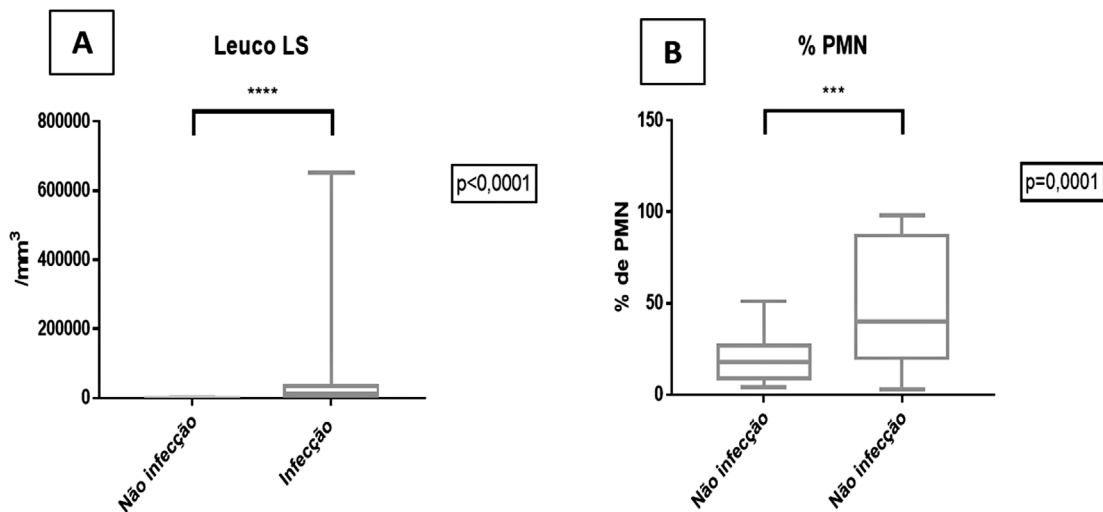 A
Leuco LS
****
800000
600000
400000
200000
0
/mm³
p<0,0001
Não infecção
Infecção
B
% PMN
***
150
100
50
0
% de PMN
p=0,0001
Não infecção
Não infecção